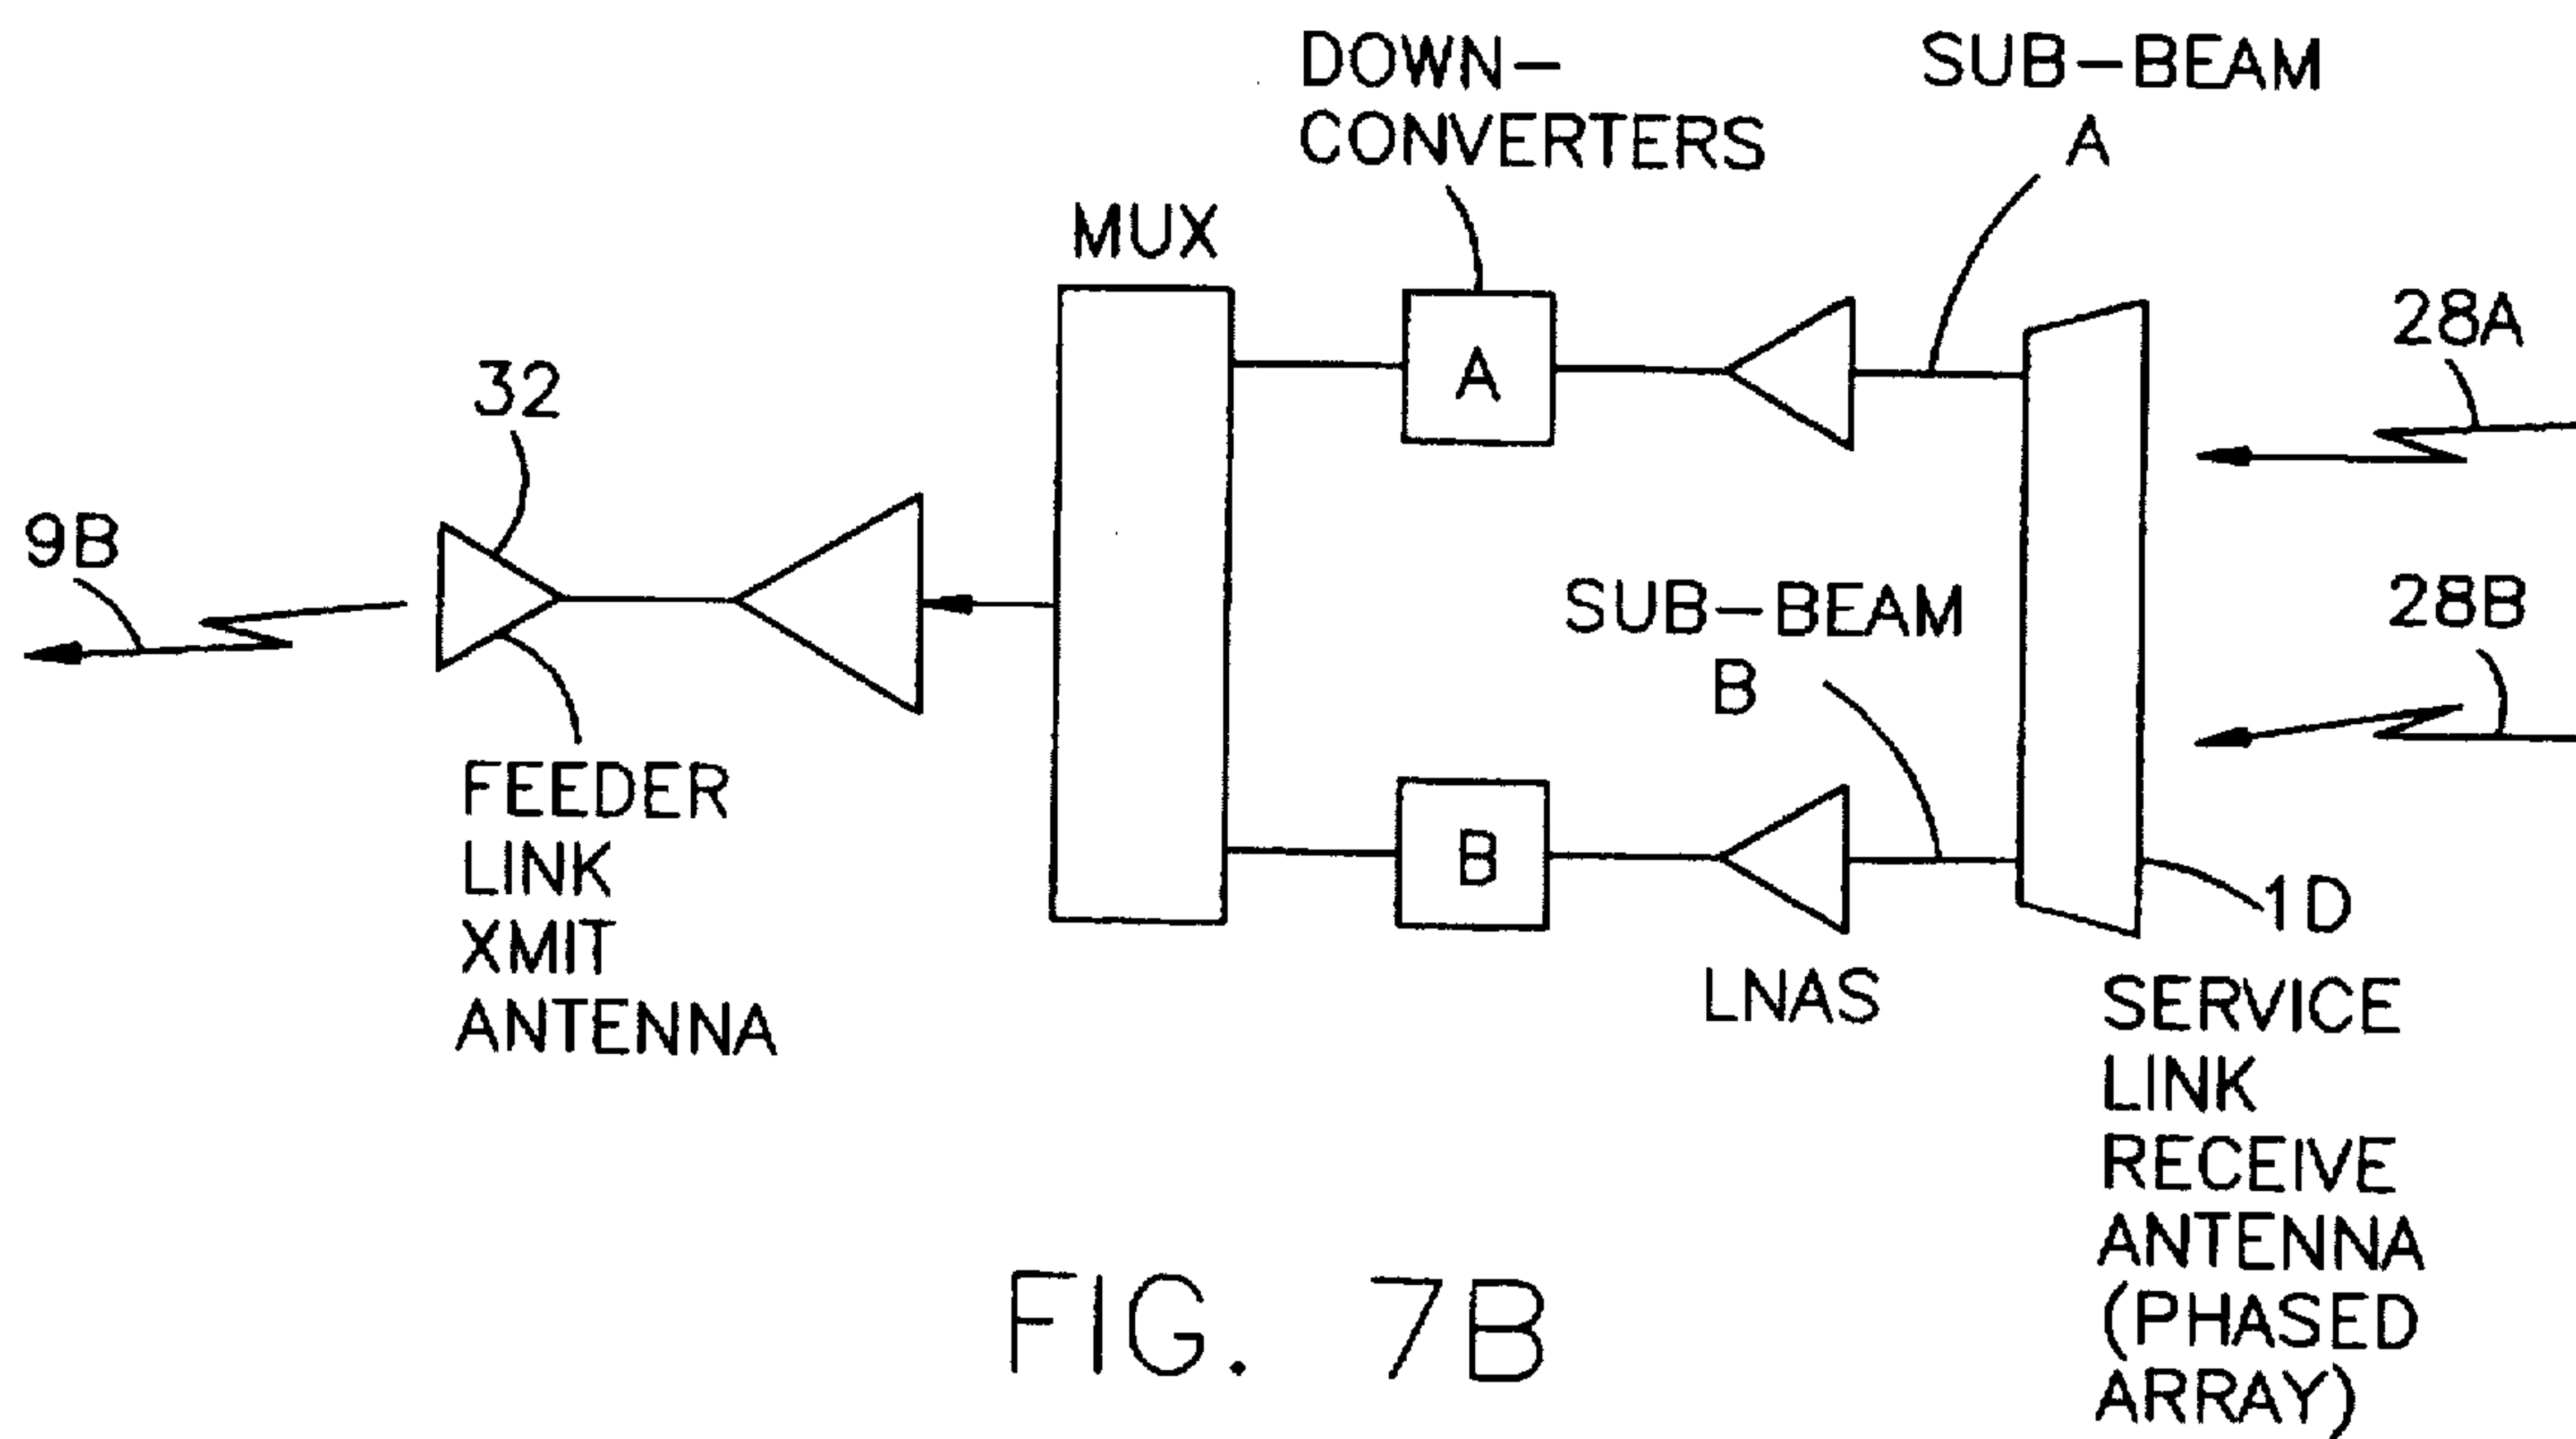 DOWN-
CONVERTERS
SUB-BEAM
A
MUX
28A
32
A
9B
SUB-BEAM
B
28B
FEEDER
LINK
XMIT
ANTENNA
B
1D
LNAS
SERVICE
LINK
RECEIVE
ANTENNA
(PHASED
ARRAY)
FIG. 7B